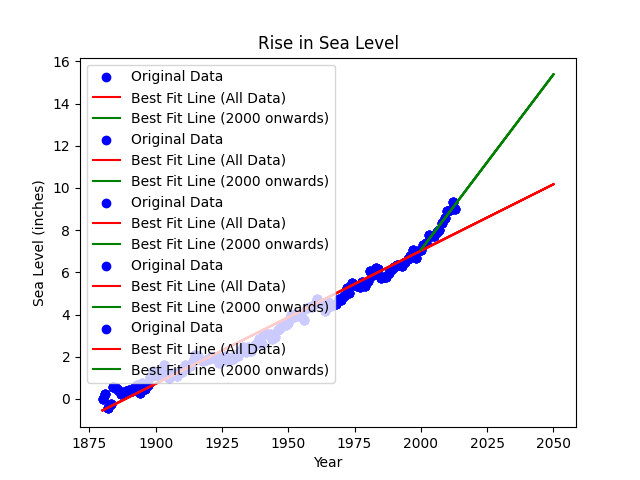 Rise in Sea Level
16
14
12
10
8
6
4
2
0
Sea Level (inches)
Original Data
Best Fit Line (All Data)
Best Fit Line (2000 onwards)
Original Data
Best Fit Line (All Data)
Best Fit Line (2000 onwards)
Original Data
Best Fit Line (All Data)
Best Fit Line (2000 onwards)
Original Data
Best Fit Line (All Data)
Best Fit Line (2000 onwards)
Original Data
Best Fit Line (All Data)
Best Fit Line (2000 onwards)
1875 1900 1925 1950 1975 2000 2025 2050
Year